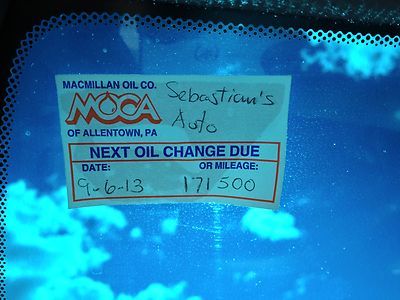 MACMILLAN OIL CO.
MOCA
OF ALLENTOWN, PA
Sebastian's
Auto
NEXT OIL CHANGE DUE
DATE: OR MILEAGE:
9-6-13 171500